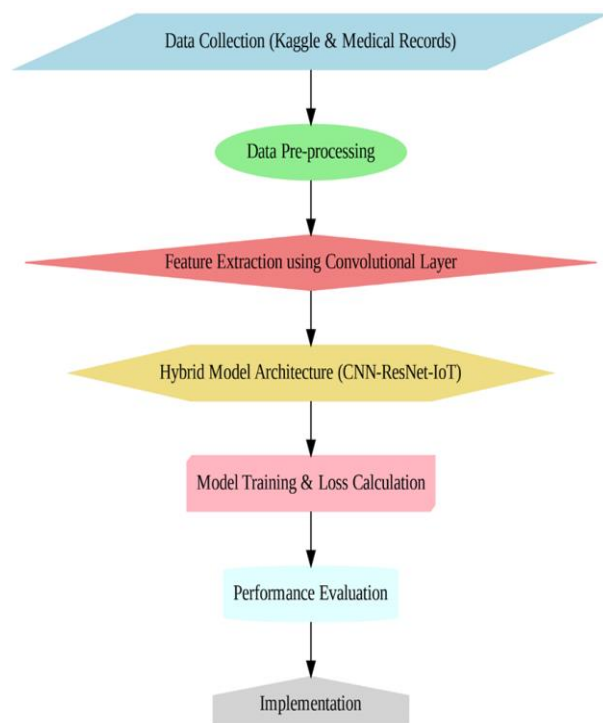 Data Collection (Kaggle & Medical Records)
Data Pre-processing
Feature Extraction using Convolutional Layer
Hybrid Model Architecture (CNN-ResNet-IoT)
Model Training & Loss Calculation
Performance Evaluation
Implementation